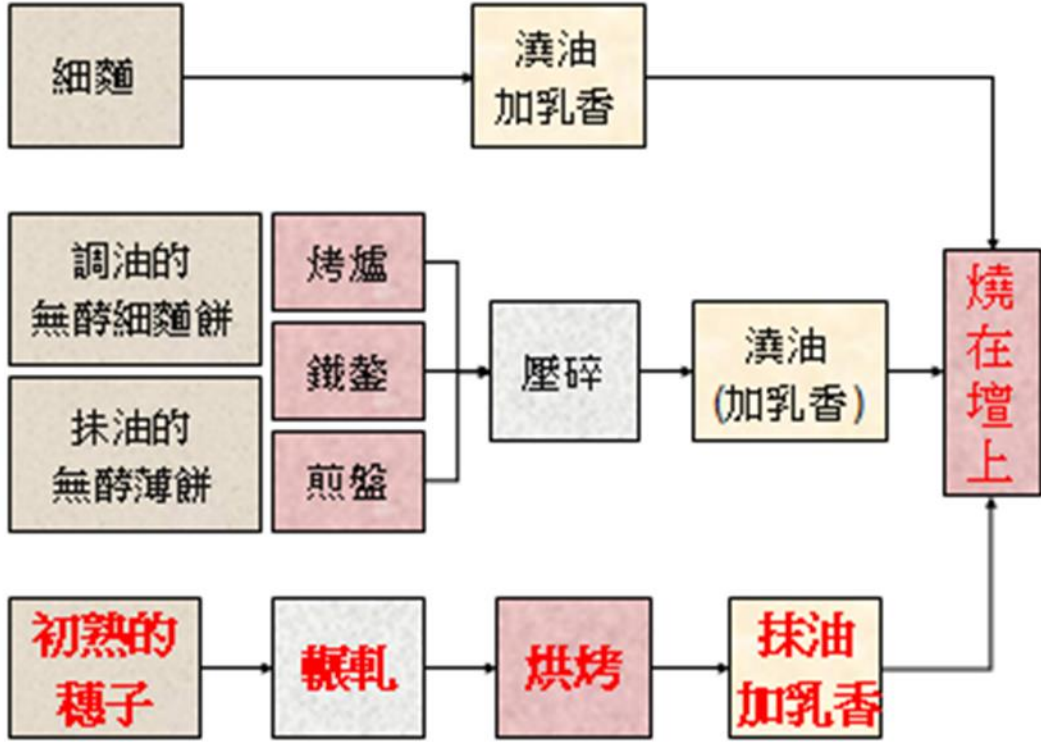 細麵
澆油
加乳香
調油的
無酵細麵餅
抹油的
無酵薄餅
烤爐
鐵鏊
煎盤
壓碎
澆油
(加乳香)
燒在壇上
初熟的
穗子
輾軋
烘烤
抹油
加乳香